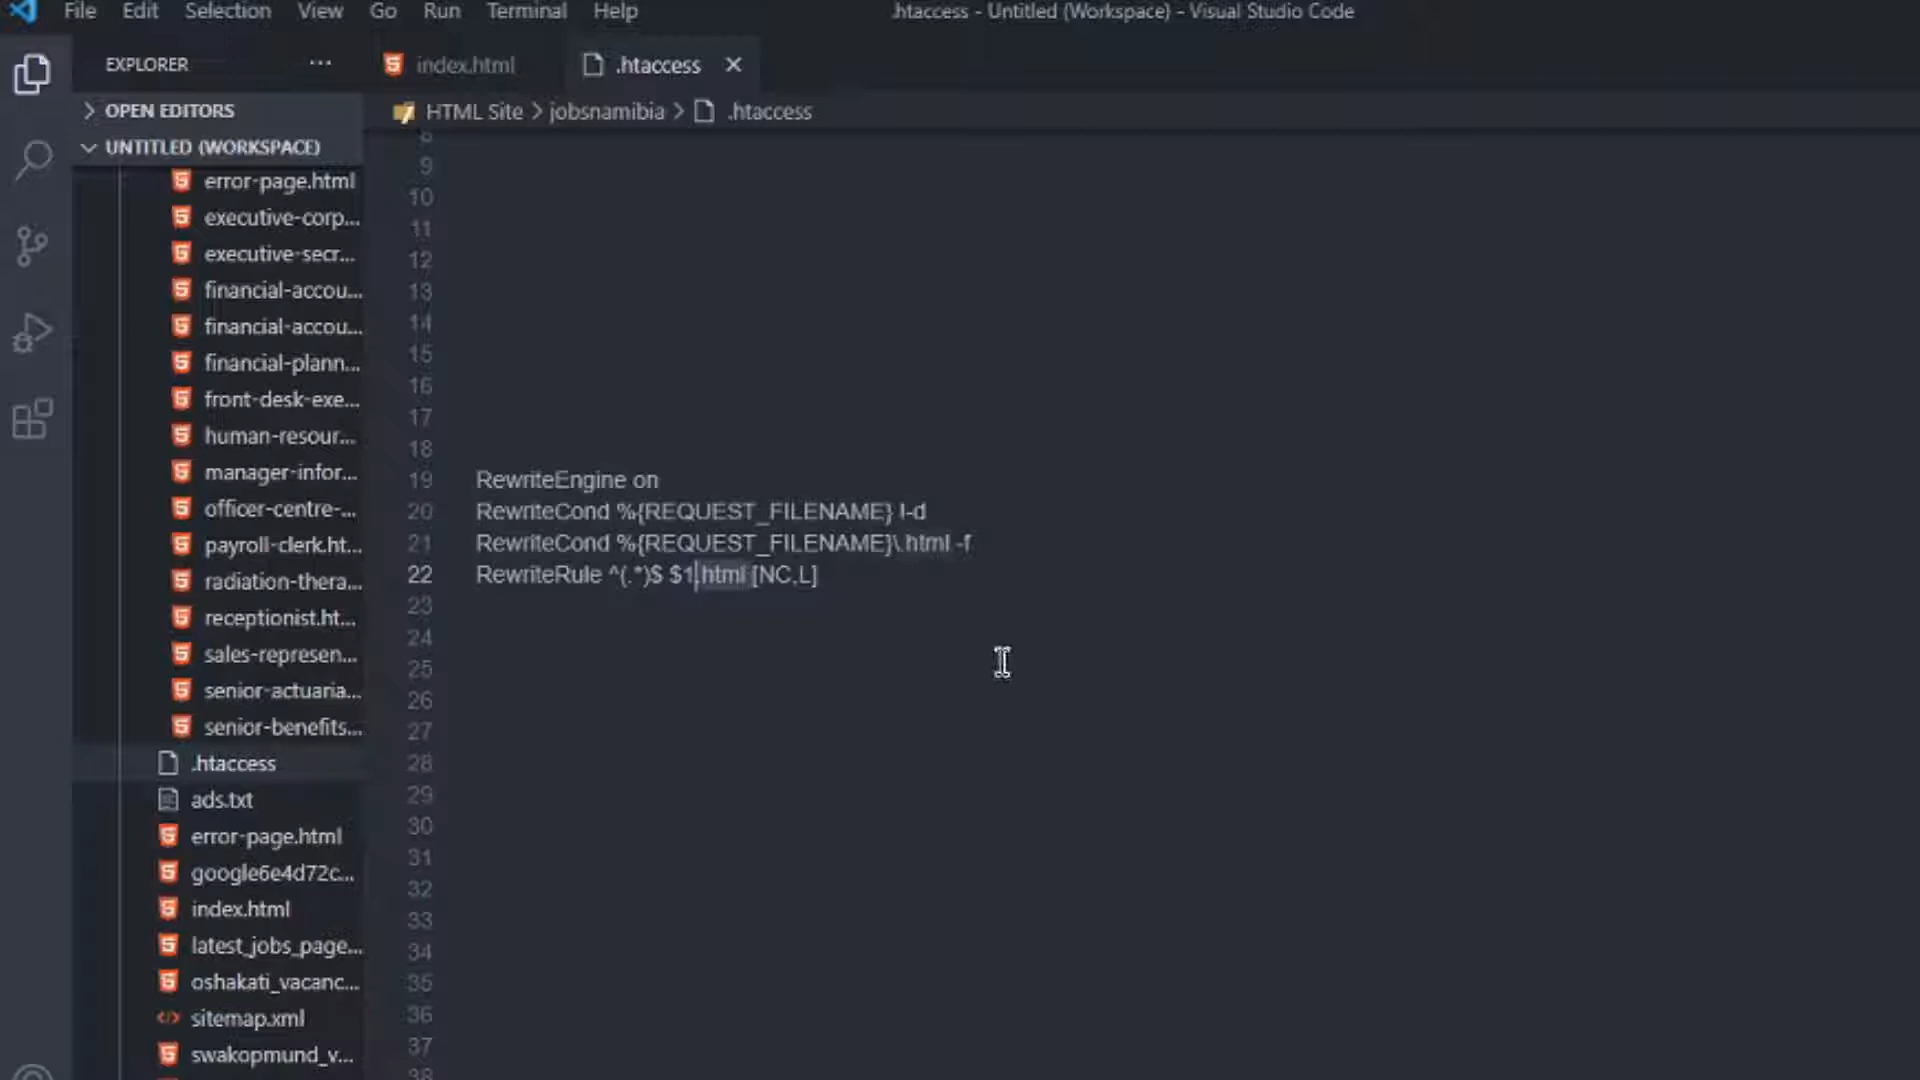 File Edit Selection View Go Run Terminal Help
.htaccess - Untitled (Workspace) - Visual Studio Code
EXPLORER ...
index.html
.htaccess
OPEN EDITORS
HTML Site > jobsnamibia > .htaccess
UNTITLED (WORKSPACE)
error-page.html
executive-corp...
executive-secr...
financial-accou...
financial-accou...
financial-plann...
front-desk-exe...
human-resour...
manager-infor...
officer-centre-...
payroll-clerk.ht...
radiation-thera...
receptionist.ht...
sales-represen...
senior-actuaria...
senior-benefits...
.htaccess
ads.txt
error-page.html
google6e4d72c...
index.html
latest_jobs_page...
oshakati_vacanc...
sitemap.xml
swakopmund_v...
8
9
10
11
12
13
14
15
16
17
18
19 RewriteEngine on
20 RewriteCond %{REQUEST_FILENAME} !-d
21 RewriteCond %{REQUEST_FILENAME}\.html -f
22 RewriteRule ^(.*)$ $1.html [NC,L]
23
24
25
26
27
28
29
30
31
32
33
34
35
36
37
38